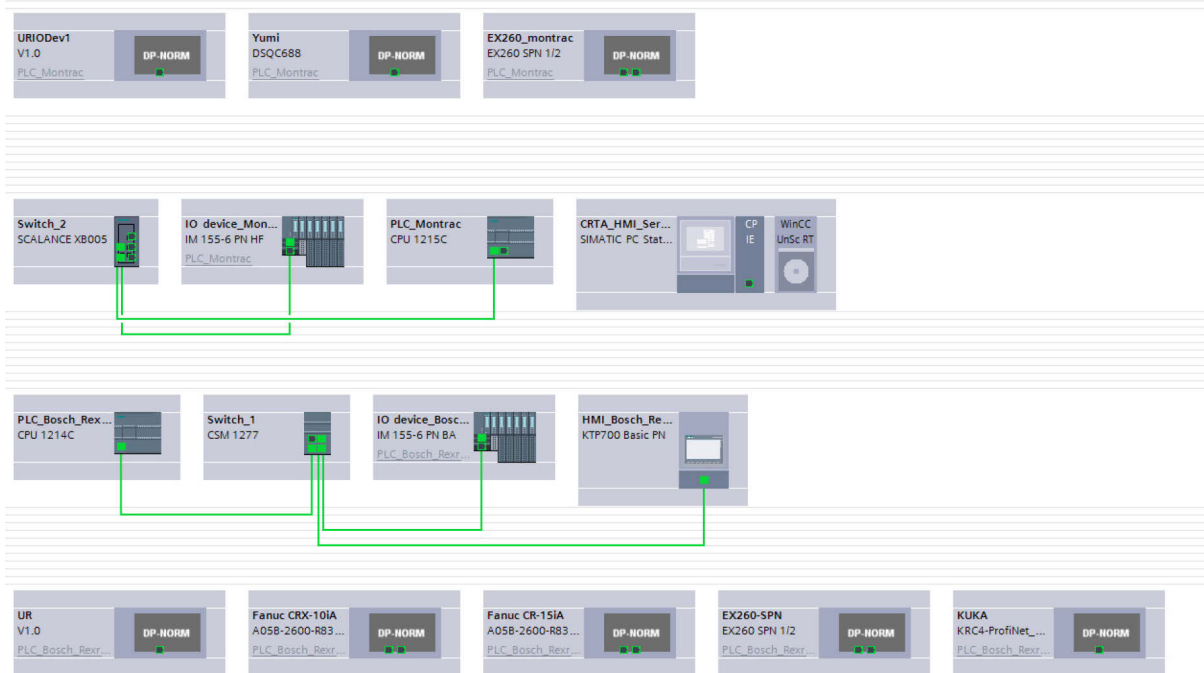 URIODev1
V1.0
PLC_Montrac
DP-NORM
Yumi
DSQC688
PLC_Montrac
DP-NORM
EX260_montrac
EX260 SPN 1/2
PLC_Montrac
DP-NORM
Switch_2
SCALANCE XB005
IO device_Mon...
IM 155-6 PN HF
PLC_Montrac
PLC_Montrac
CPU 1215C
CRTA_HMI_Ser...
SIMATIC PC Stat...
CP
IE
WinCC
UnSc RT
PLC_Bosch_Rex...
CPU 1214C
Switch_1
CSM 1277
IO device_Bosc...
IM 155-6 PN BA
PLC_Bosch_Rexr...
HMI_Bosch_Re...
KTP700 Basic PN
UR
V1.0
PLC_Bosch_Rexr...
DP-NORM
Fanuc CRX-10iA
A05B-2600-R83...
PLC_Bosch_Rexr...
DP-NORM
Fanuc CR-15iA
A05B-2600-R83...
PLC_Bosch_Rexr...
DP-NORM
EX260-SPN
EX260 SPN 1/2
PLC_Bosch_Rexr...
DP-NORM
KUKA
KRC4-ProfiNet_...
PLC_Bosch_Rexr...
DP-NORM